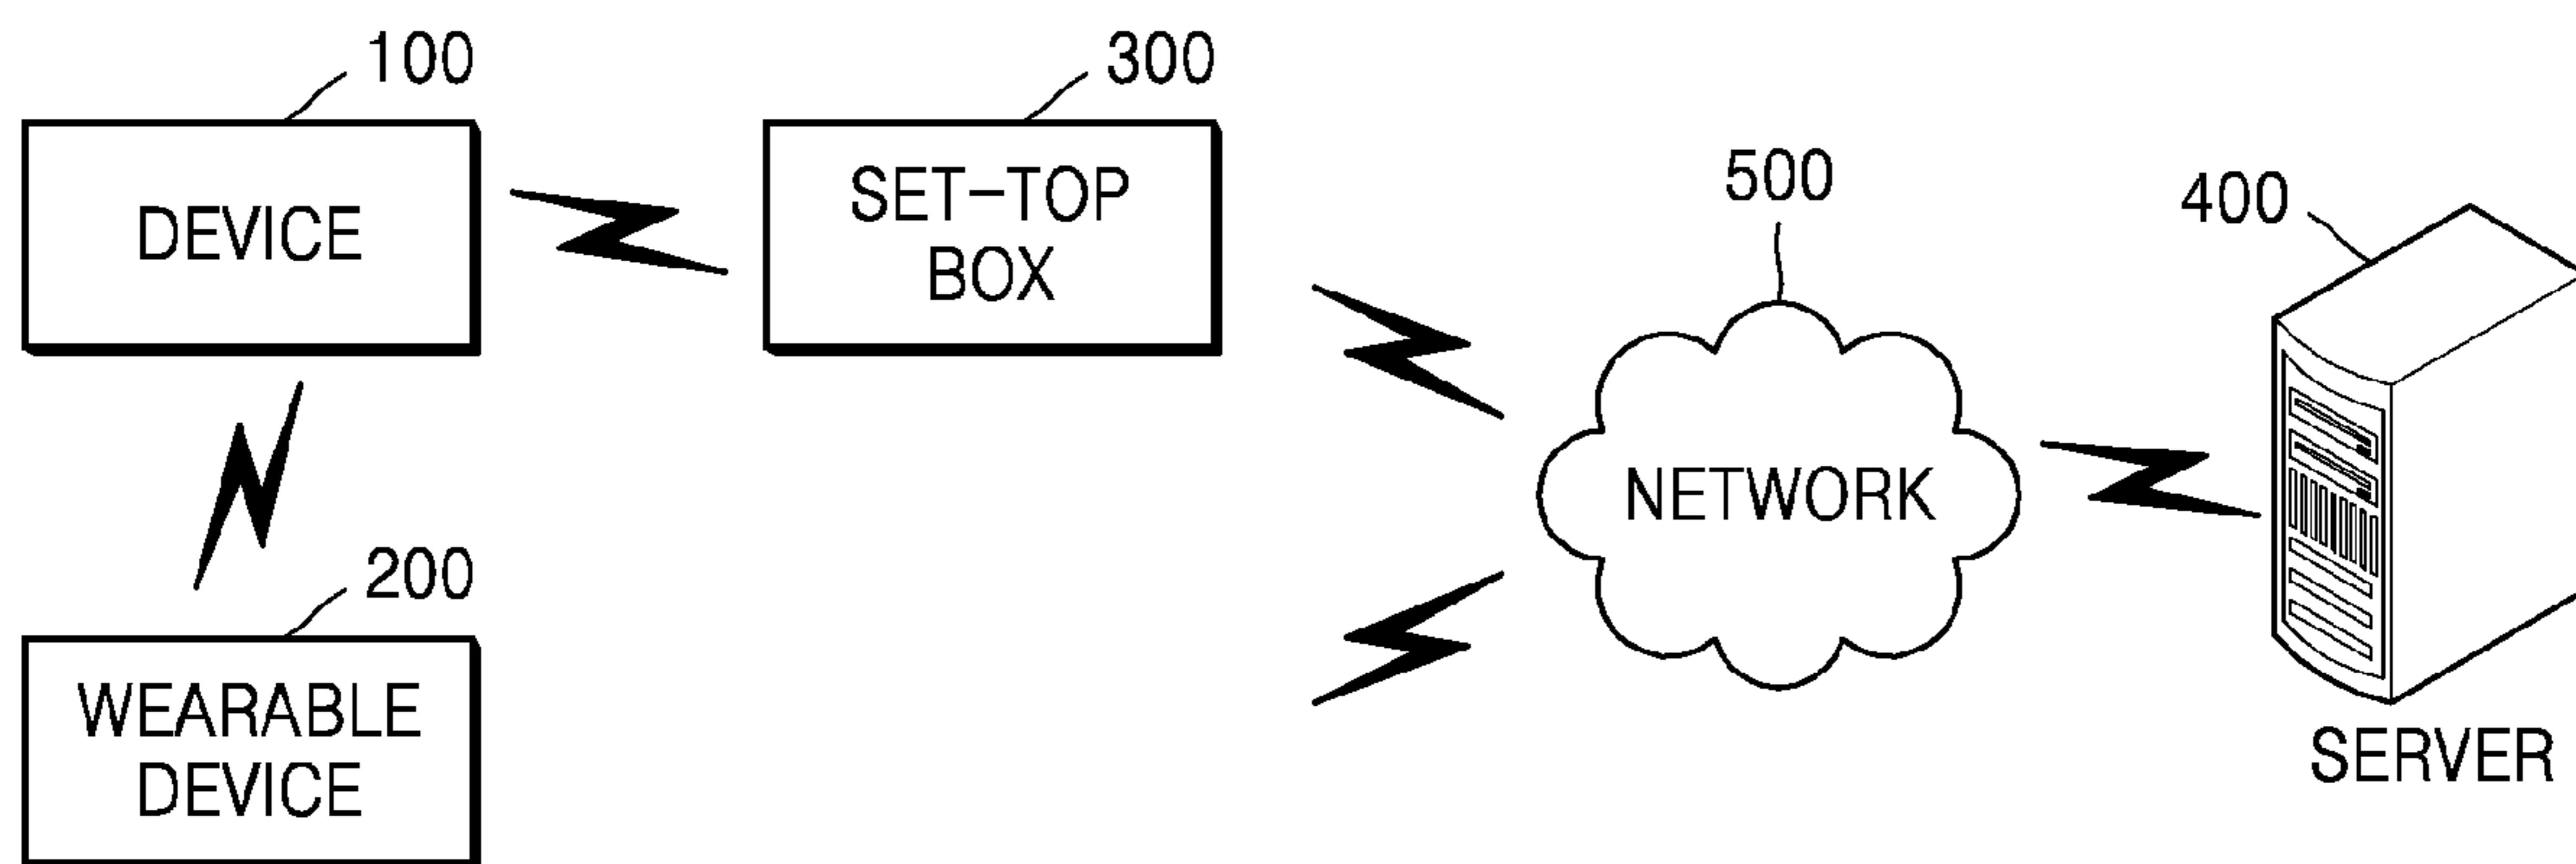 100
DEVICE
300
SET-TOP
BOX
500
NETWORK
400
SERVER
200
WEARABLE
DEVICE